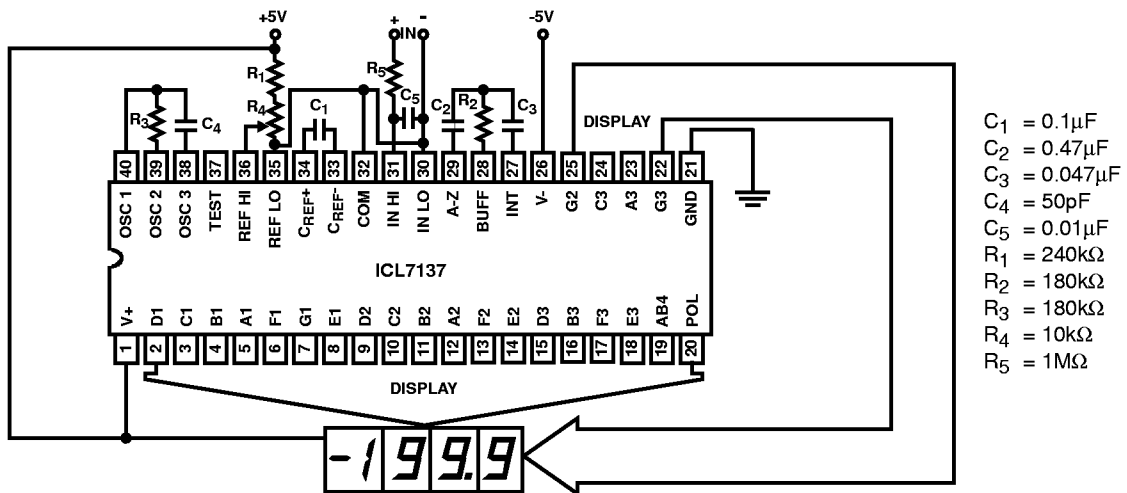 +5V
+ IN -
-5V
R1
R4
R5
C5
C1
R3
C4
C2
R2
C3
DISPLAY
40 39 38 37 36 35 34 33 32 31 30 29 28 27 26 25 24 23 22 21
OSC 1
OSC 2
OSC 3
TEST
REF HI
REF LO
CREF+
CREF-
COM
IN HI
IN LO
A-Z
BUFF
INT
V-
G2
C3
A3
G3
GND
ICL7137
V+
D1
C1
B1
A1
F1
G1
E1
D2
C2
B2
A2
F2
E2
D3
B3
F3
E3
AB4
POL
1 2 3 4 5 6 7 8 9 10 11 12 13 14 15 16 17 18 19 20
DISPLAY
-199.9
C1 = 0.1µF
C2 = 0.47µF
C3 = 0.047µF
C4 = 50pF
C5 = 0.01µF
R1 = 240kΩ
R2 = 180kΩ
R3 = 180kΩ
R4 = 10kΩ
R5 = 1MΩ